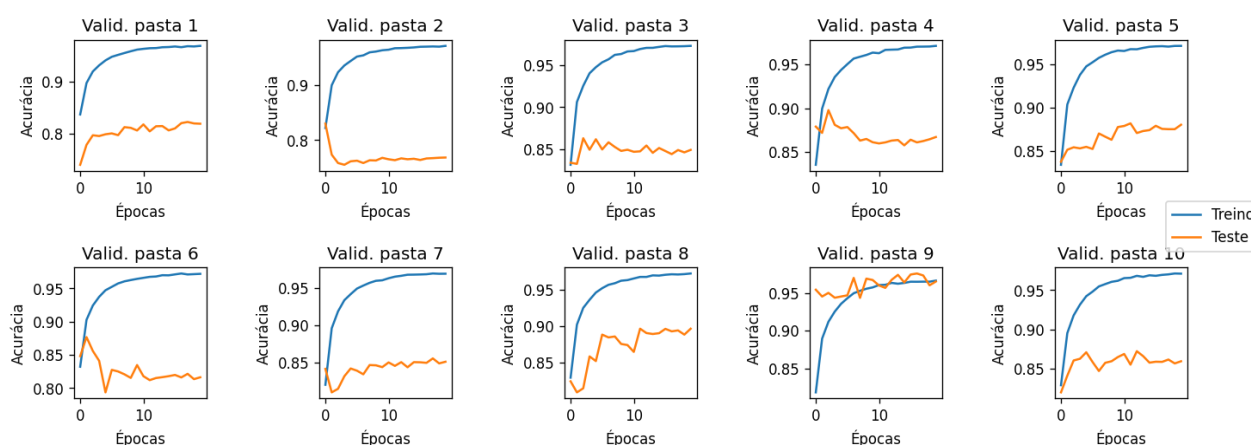 Valid. pasta 1
Valid. pasta 2
Valid. pasta 3
Valid. pasta 4
Valid. pasta 5
Acurácia
0.9
0.8
0
10
Épocas
Acurácia
0.9
0.8
0
10
Épocas
Acurácia
0.95
0.90
0.85
0
10
Épocas
Acurácia
0.95
0.90
0.85
0
10
Épocas
Acurácia
0.95
0.90
0.85
0
10
Épocas
Treino
Teste
Valid. pasta 6
Valid. pasta 7
Valid. pasta 8
Valid. pasta 9
Valid. pasta 10
Acurácia
0.95
0.90
0.85
0.80
0
10
Épocas
Acurácia
0.95
0.90
0.85
0
10
Épocas
Acurácia
0.95
0.90
0.85
0
10
Épocas
Acurácia
0.95
0.90
0.85
0
10
Épocas
Acurácia
0.95
0.90
0.85
0
10
Épocas